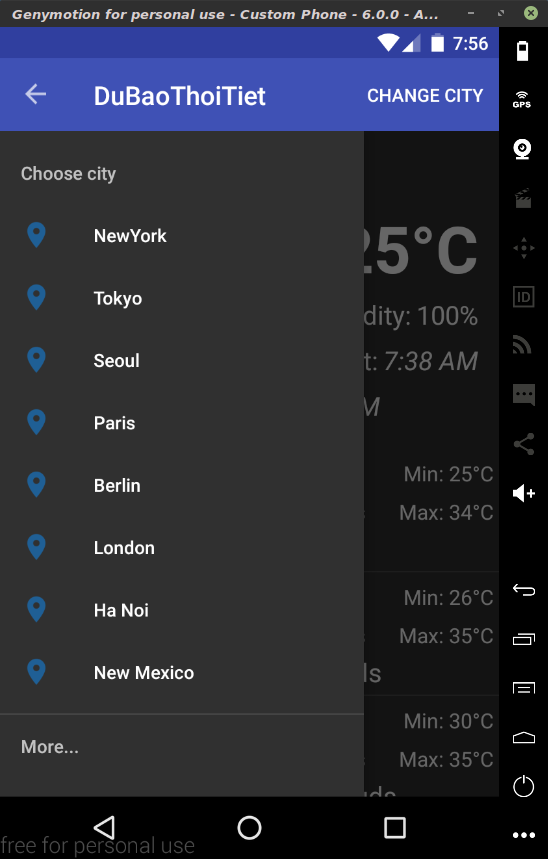 Genymotion for personal use - Custom Phone - 6.0.0 - A...
7:56
DuBaoThoiTiet
CHANGE CITY
GPS
ID
Choose city
NewYork
Tokyo
Seoul
Paris
Berlin
London
Ha Noi
New Mexico
More...
25°C
dity: 100%
t: 7:38 AM
M
Min: 25°C
Max: 34°C
Min: 26°C
Max: 35°C
ds
Min: 30°C
Max: 35°C
free for personal use